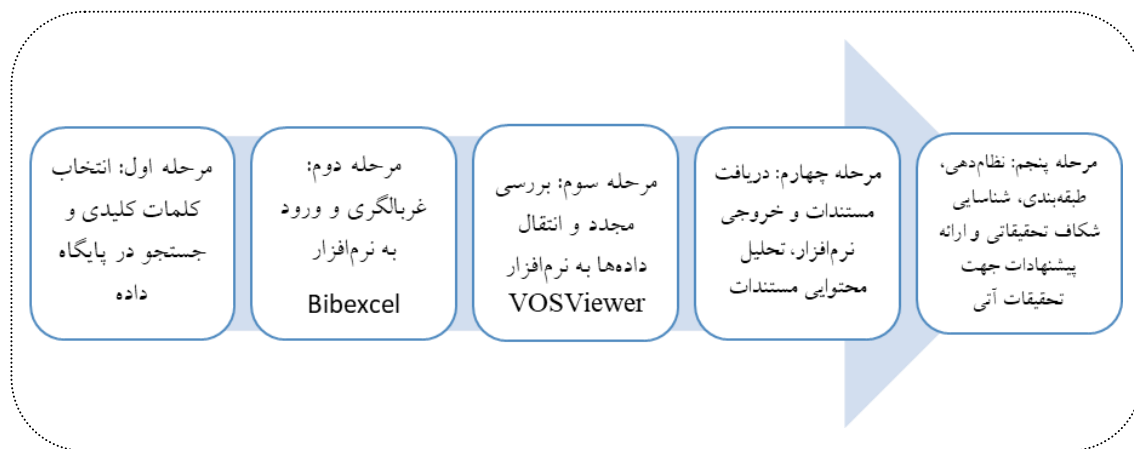 مرحله اول: انتخاب
کلمات کلیدی و
جستجو در پایگاه
داده
مرحله دوم:
غربالگری و ورود
به نرم‌افزار
Bibexcel
مرحله سوم: بررسی
مجدد و انتقال
داده‌ها به نرم‌افزار
VOSViewer
مرحله چهارم: دریافت
مستندات و خروجی
نرم‌افزار، تحلیل
محتوایی مستندات
مرحله پنجم: نظام‌دهی،
طبقه‌بندی، شناسایی
شکاف تحقیقاتی و ارائه
پیشنهادات جهت
تحقیقات آتی